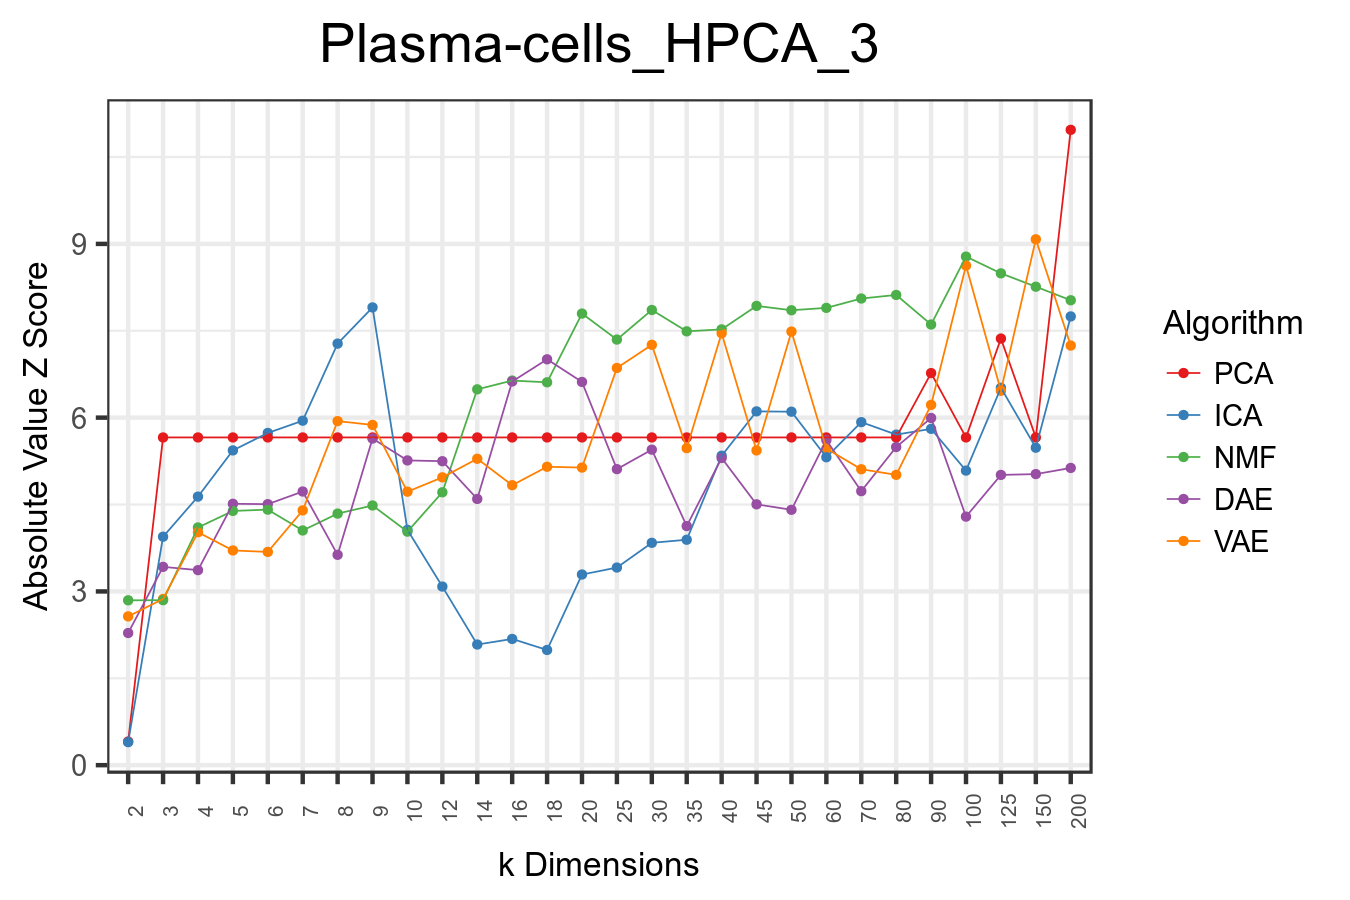 Plasma-cells_HPCA_3
Absolute Value Z Score
9
6
3
0
2 3 4 5 6 7 8 9 10 12 14 16 18 20 25 30 35 40 45 50 60 70 80 90 100 125 150 200
k Dimensions
Algorithm
PCA
ICA
NMF
DAE
VAE